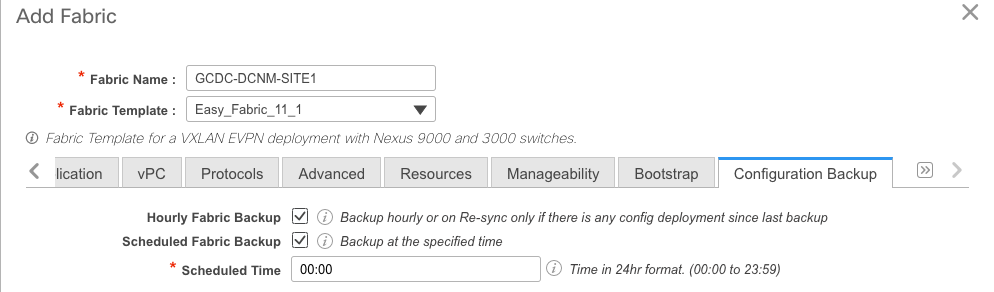 Add Fabric
* Fabric Name : GCDC-DCNM-SITE1
* Fabric Template : Easy_Fabric_11_1
Fabric Template for a VXLAN EVPN deployment with Nexus 9000 and 3000 switches.
lication vPC Protocols Advanced Resources Manageability Bootstrap Configuration Backup
Hourly Fabric Backup Backup hourly or on Re-sync only if there is any config deployment since last backup
Scheduled Fabric Backup Backup at the specified time
* Scheduled Time 00:00 Time in 24hr format. (00:00 to 23:59)